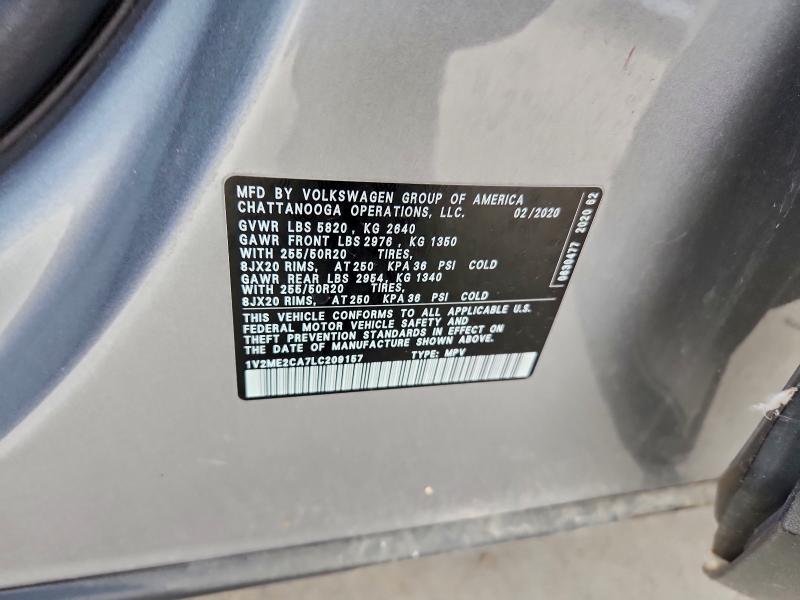 MFD BY VOLKSWAGEN GROUP OF AMERICA
CHATTANOOGA OPERATIONS, LLC. 02/2020
GVWR LBS 5820, KG 2640
GAWR FRONT LBS 2976, KG 1350
WITH 255/50R20 TIRES,
8JX20 RIMS, AT 250 KPA 36 PSI COLD
GAWR REAR LBS 2954, KG 1340
WITH 255/50R20 TIRES,
8JX20 RIMS, AT 250 KPA 36 PSI COLD
THIS VEHICLE CONFORMS TO ALL APPLICABLE U.S.
FEDERAL MOTOR VEHICLE SAFETY AND
THEFT PREVENTION STANDARDS IN EFFECT ON
THE DATE OF MANUFACTURE SHOWN ABOVE.
1V2ME2CA7LC209157 TYPE: MPV
0630477 2020 62